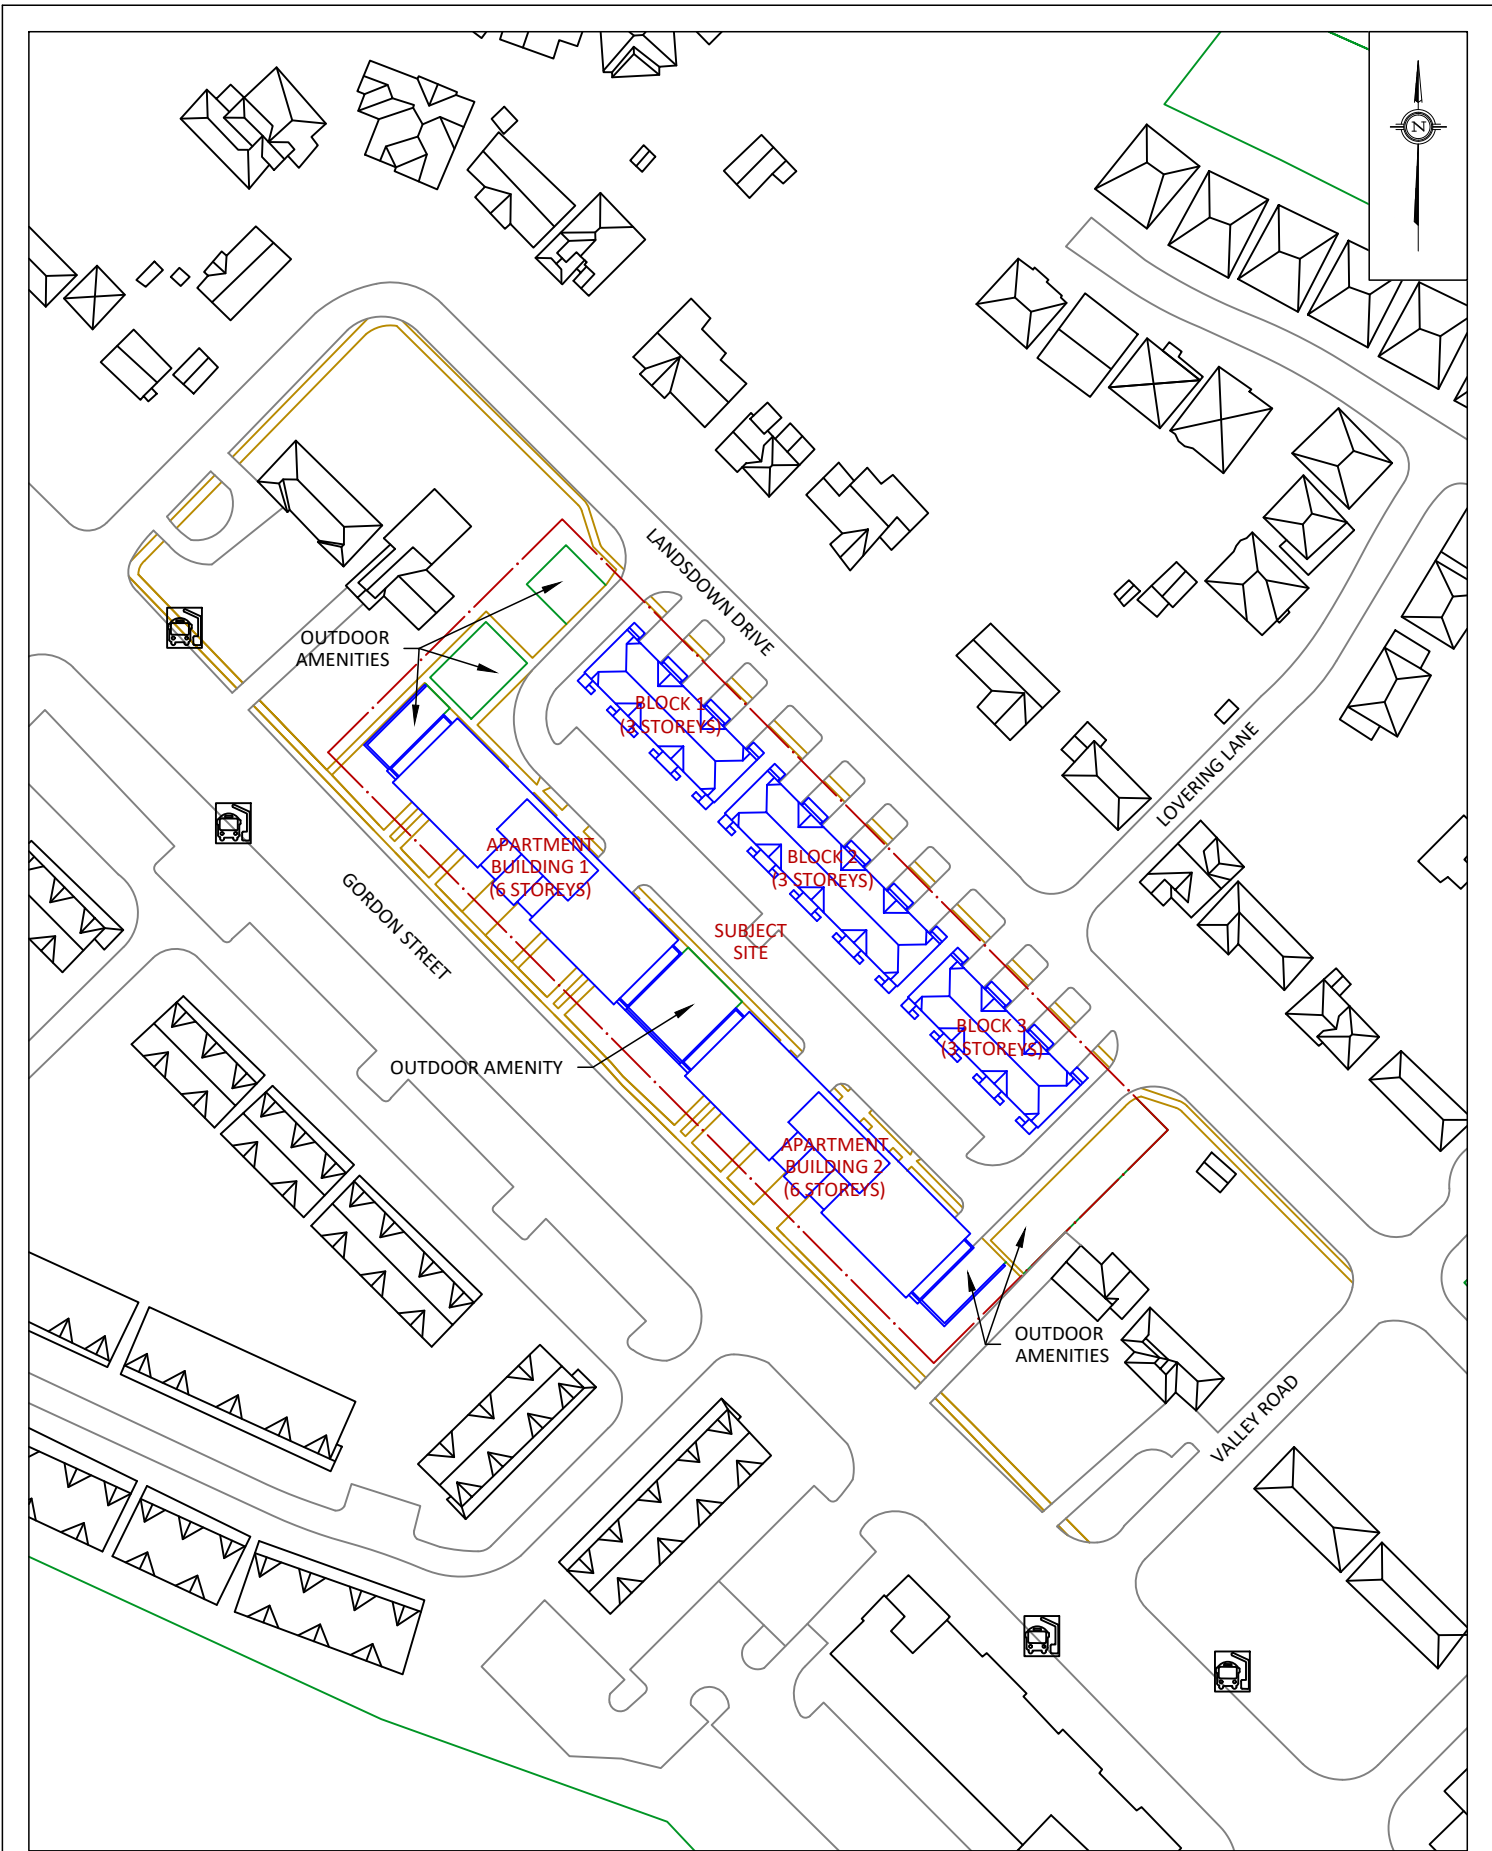 N
LANDSDOWN DRIVE
OUTDOOR
AMENITIES
BLOCK 1
(3 STOREYS)
LOVERING LANE
APARTMENT
BUILDING 1
(6 STOREYS)
BLOCK 2
(3 STOREYS)
GORDON STREET
SUBJECT
SITE
BLOCK 3
(3 STOREYS)
OUTDOOR AMENITY
APARTMENT
BUILDING 2
(6 STOREYS)
OUTDOOR
AMENITIES
VALLEY ROAD